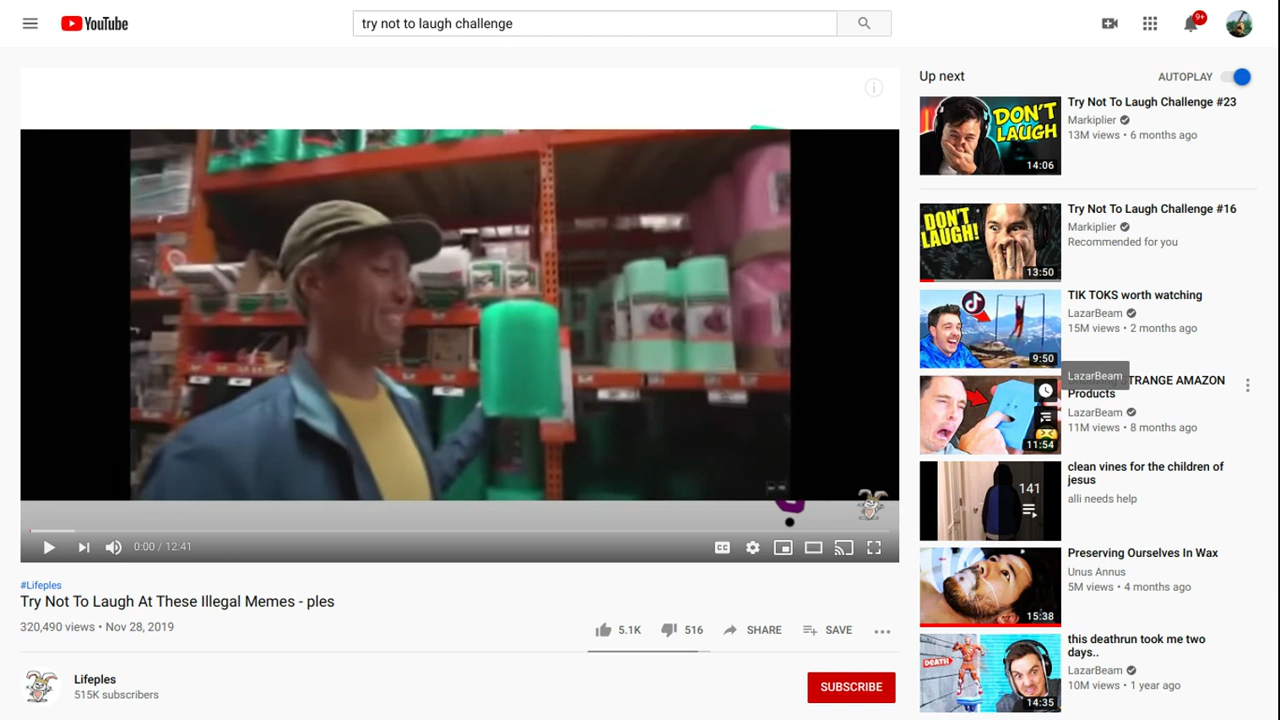 YouTube
try not to laugh challenge
9+
Up next
AUTOPLAY
DON'T
LAUGH
14:06
Try Not To Laugh Challenge #23
Markiplier
13M views • 6 months ago
DON'T
LAUGH!
13:50
Try Not To Laugh Challenge #16
Markiplier
Recommended for you
9:50
TIK TOKS worth watching
LazarBeam
15M views • 2 months ago
LazarBeam
TRANGE AMAZON
Products
LazarBeam
11M views • 8 months ago
11:54
141
clean vines for the children of
jesus
alli needs help
15:38
Preserving Ourselves In Wax
Unus Annus
5M views • 4 months ago
DEATH
14:35
this deathrun took me two
days..
LazarBeam
10M views • 1 year ago
0:00 / 12:41
CC
#Lifeples
Try Not To Laugh At These Illegal Memes - ples
320,490 views • Nov 28, 2019
5.1K
516
SHARE
SAVE
Lifeples
515K subscribers
SUBSCRIBE